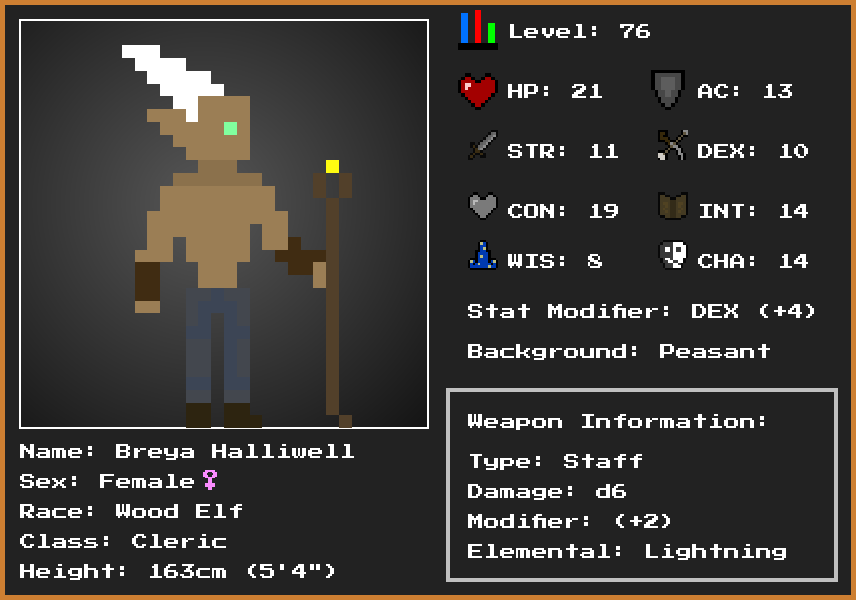 Level: 76
HP: 21
AC: 13
STR: 11
DEX: 10
CON: 19
INT: 14
WIS: 8
CHA: 14
Stat Modifier: DEX (+4)
Background: Peasant
Weapon Information:
Type: Staff
Damage: d6
Modifier: (+2)
Elemental: Lightning
Name: Breya Halliwell
Sex: Female♀
Race: Wood Elf
Class: Cleric
Height: 163cm (5'4")